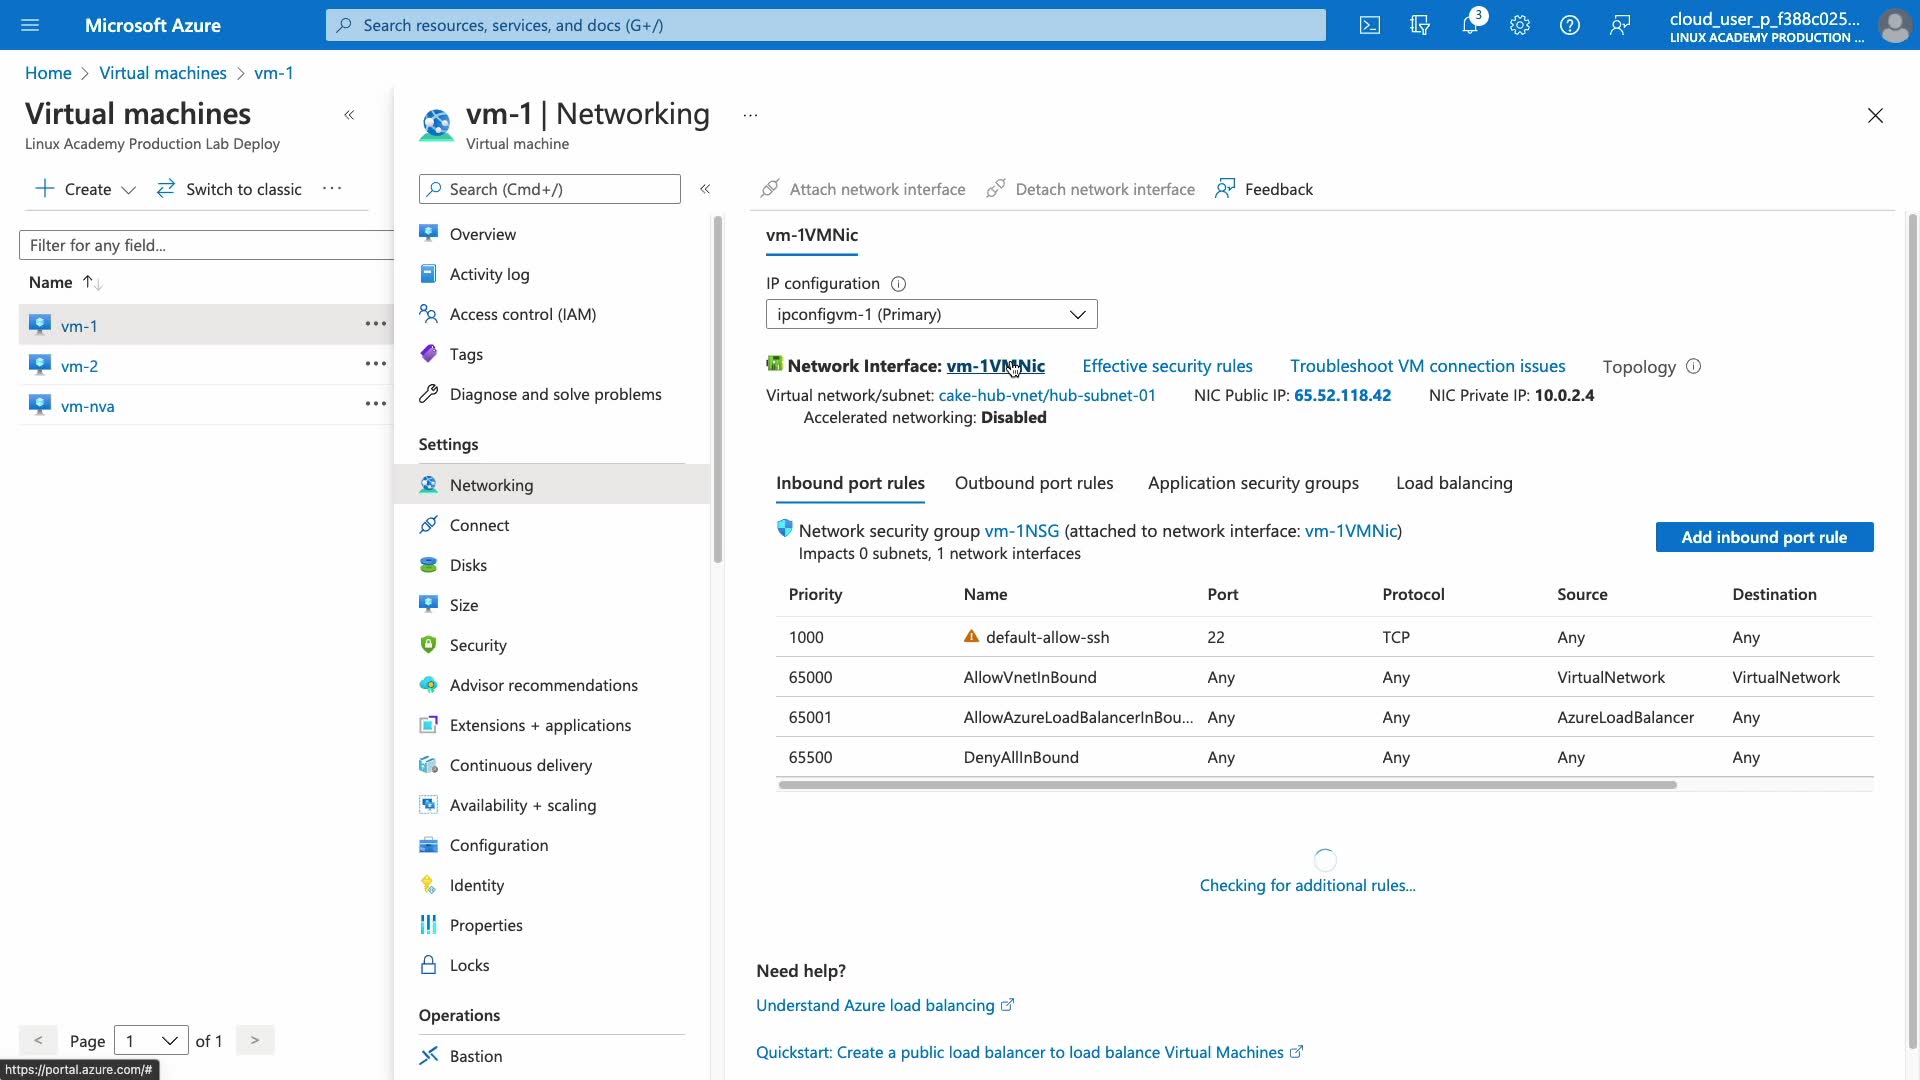 Microsoft Azure
Search resources, services, and docs (G+/)
3
cloud_user_p_f388c025...
LINUX ACADEMY PRODUCTION ...
Home > Virtual machines > vm-1
Virtual machines
Linux Academy Production Lab Deploy
Create
Switch to classic
Filter for any field...
Name
vm-1
vm-2
vm-nva
< Page 1 of 1 >
https://portal.azure.com/#
vm-1 | Networking
Virtual machine
Search (Cmd+/)
Overview
Activity log
Access control (IAM)
Tags
Diagnose and solve problems
Settings
Networking
Connect
Disks
Size
Security
Advisor recommendations
Extensions + applications
Continuous delivery
Availability + scaling
Configuration
Identity
Properties
Locks
Operations
Bastion
Attach network interface
Detach network interface
Feedback
vm-1VMNic
IP configuration
ipconfigvm-1 (Primary)
Network Interface: vm-1VMNic Effective security rules Troubleshoot VM connection issues Topology
Virtual network/subnet: cake-hub-vnet/hub-subnet-01 NIC Public IP: 65.52.118.42 NIC Private IP: 10.0.2.4
Accelerated networking: Disabled
Inbound port rules Outbound port rules Application security groups Load balancing
Network security group vm-1NSG (attached to network interface: vm-1VMNic)
Impacts 0 subnets, 1 network interfaces
Add inbound port rule
Priority Name Port Protocol Source Destination
1000 default-allow-ssh 22 TCP Any Any
65000 AllowVnetInBound Any Any VirtualNetwork VirtualNetwork
65001 AllowAzureLoadBalancerInBou... Any Any AzureLoadBalancer Any
65500 DenyAllInBound Any Any Any Any
Checking for additional rules...
Need help?
Understand Azure load balancing
Quickstart: Create a public load balancer to load balance Virtual Machines